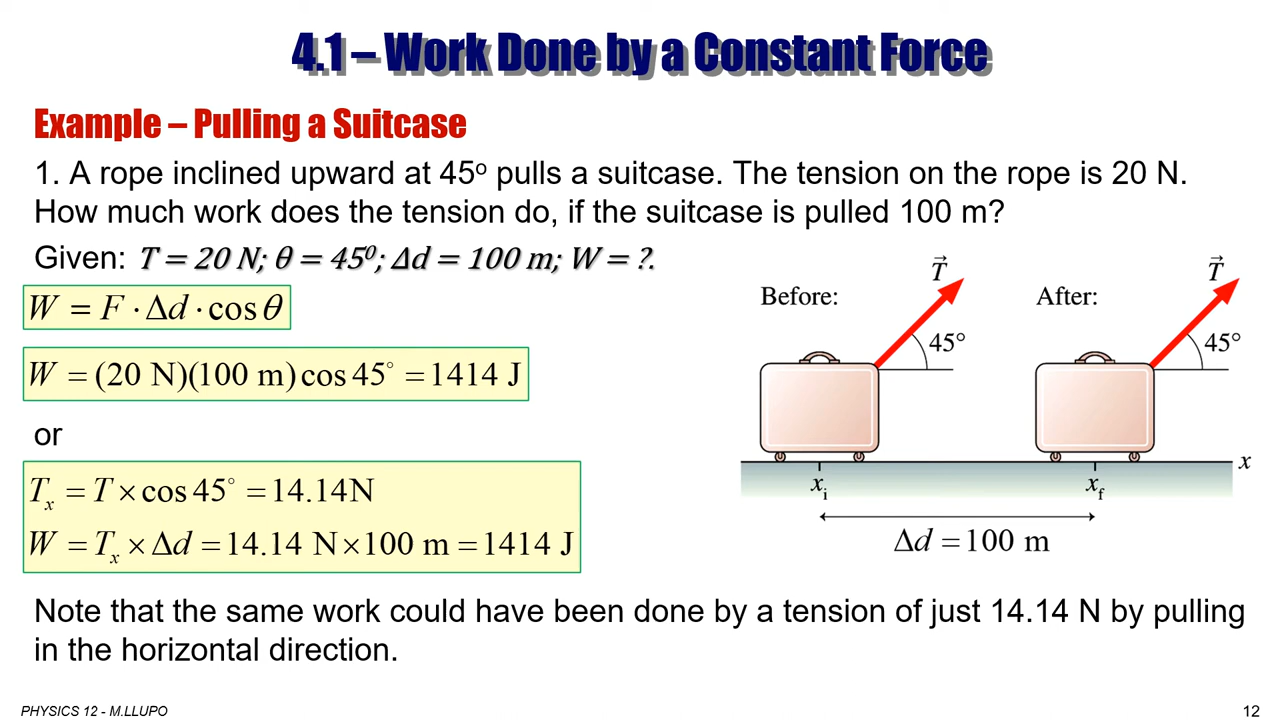 4.1 – Work Done by a Constant Force
Example – Pulling a Suitcase
1. A rope inclined upward at 45º pulls a suitcase. The tension on the rope is 20 N.
How much work does the tension do, if the suitcase is pulled 100 m?
Given: T = 20 N; θ = 45⁰; Δd = 100 m; W = ?.
W = F · Δd · cos θ
W = (20 N)(100 m) cos 45° = 1414 J
or
Tₓ = T × cos 45° = 14.14N
W = Tₓ × Δd = 14.14 N × 100 m = 1414 J
Before:
T⃗
45°
After:
T⃗
45°
x
xᵢ
x_f
Δd = 100 m
Note that the same work could have been done by a tension of just 14.14 N by pulling
in the horizontal direction.
PHYSICS 12 - M.LLUPO
12